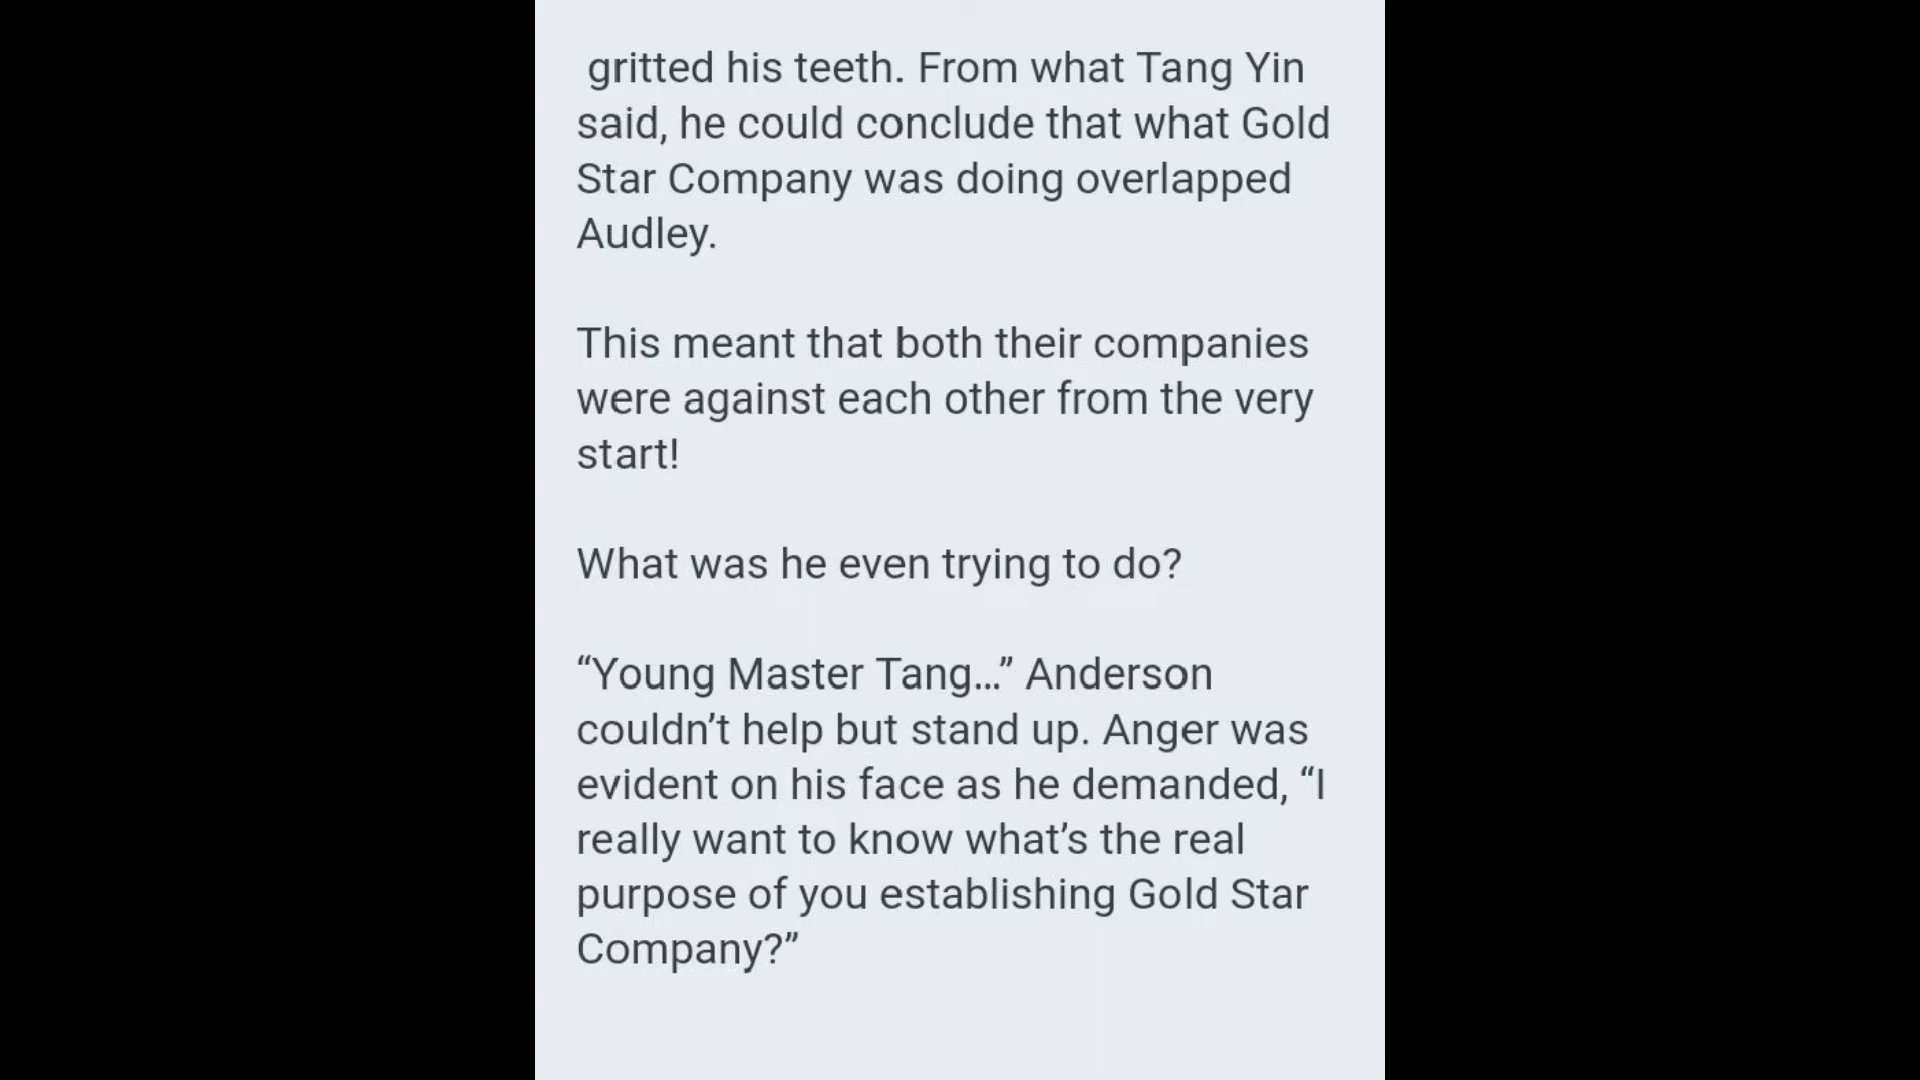 gritted his teeth. From what Tang Yin
said, he could conclude that what Gold
Star Company was doing overlapped
Audley.
This meant that both their companies
were against each other from the very
start!
What was he even trying to do?
“Young Master Tang…” Anderson
couldn’t help but stand up. Anger was
evident on his face as he demanded, “I
really want to know what’s the real
purpose of you establishing Gold Star
Company?”